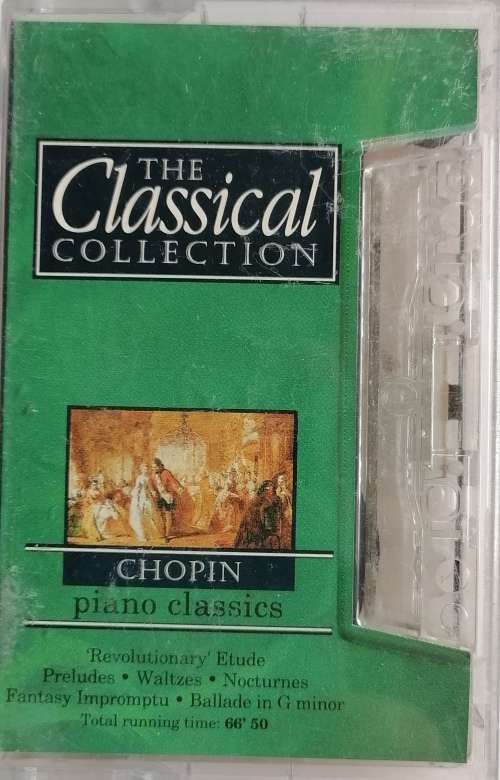 THE
Classical
COLLECTION
CHOPIN
piano classics
'Revolutionary' Etude
Preludes • Waltzes • Nocturnes
Fantasy Impromptu • Ballade in G minor
Total running time: 66' 50